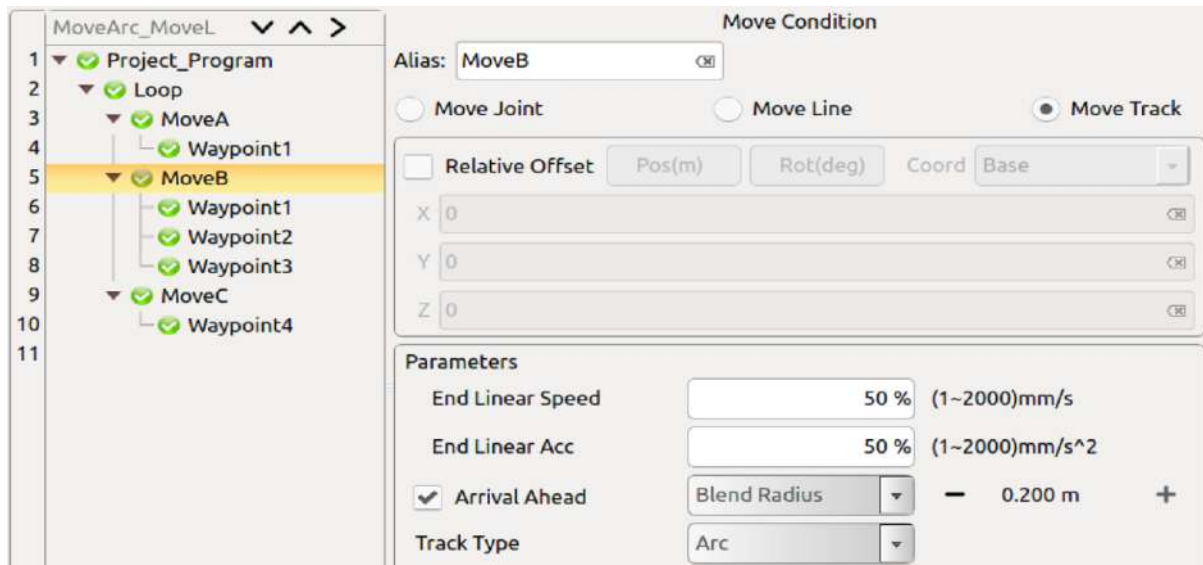 MoveArc_MoveL
1 Project_Program
2 Loop
3 MoveA
4 Waypoint1
5 MoveB
6 Waypoint1
7 Waypoint2
8 Waypoint3
9 MoveC
10 Waypoint4
11
Move Condition
Alias: MoveB
Move Joint Move Line Move Track
Relative Offset Pos(m) Rot(deg) Coord Base
X 0
Y 0
Z 0
Parameters
End Linear Speed 50 % (1~2000)mm/s
End Linear Acc 50 % (1~2000)mm/s^2
Arrival Ahead Blend Radius − 0.200 m +
Track Type Arc